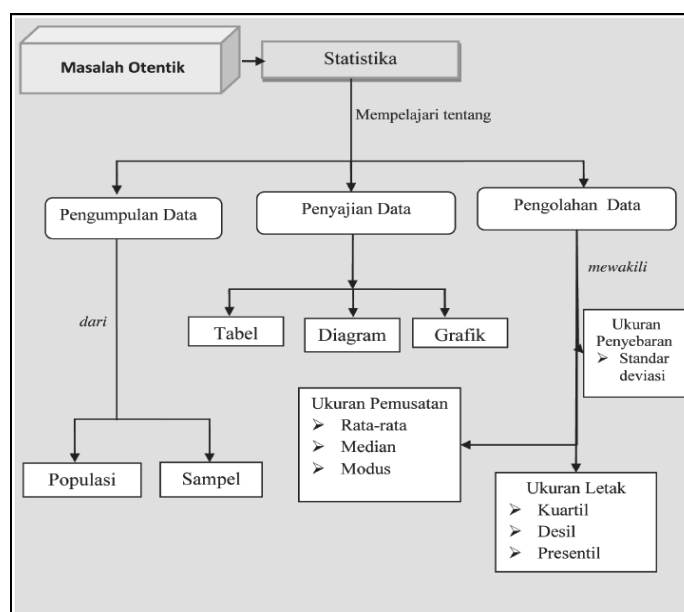 Masalah Otentik
Statistika
Mempelajari tentang
Pengumpulan Data
Penyajian Data
Pengolahan Data
dari
mewakili
Tabel
Diagram
Grafik
Ukuran
Penyebaran
➢ Standar
deviasi
Ukuran Pemusatan
➢ Rata-rata
➢ Median
➢ Modus
Populasi
Sampel
Ukuran Letak
➢ Kuartil
➢ Desil
➢ Presentil